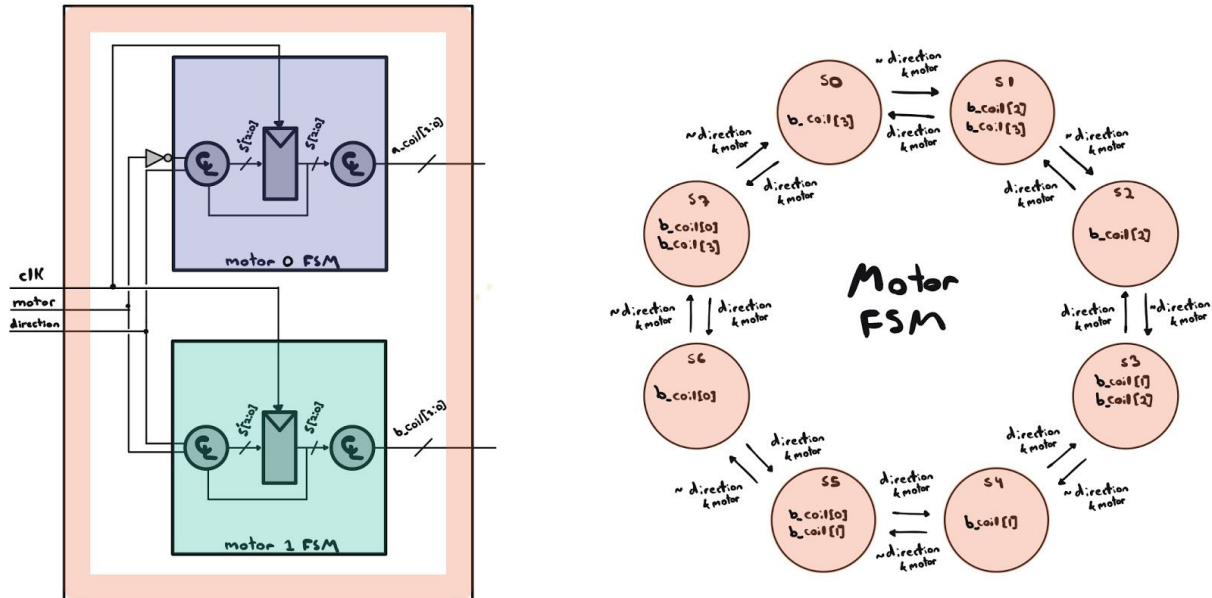 clk
motor
direction
S'[2:0]
S[2:0]
CL
CL
a_coil[3:0]
motor 0 FSM
S'[2:0]
S[2:0]
CL
CL
b_coil[3:0]
motor 1 FSM
Motor
FSM
S0
b_coil[3]
~ direction
& motor
direction
& motor
S1
b_coil[2]
b_coil[3]
~direction
& motor
direction
& motor
S2
b_coil[2]
direction
& motor
~direction
& motor
S3
b_coil[1]
b_coil[2]
direction
& motor
~direction
& motor
S4
b_coil[1]
direction
& motor
~direction
& motor
S5
b_coil[0]
b_coil[1]
direction
& motor
~ direction
& motor
S6
b_coil[0]
~direction
& motor
direction
& motor
S7
b_coil[0]
b_coil[3]
~direction
& motor
direction
& motor